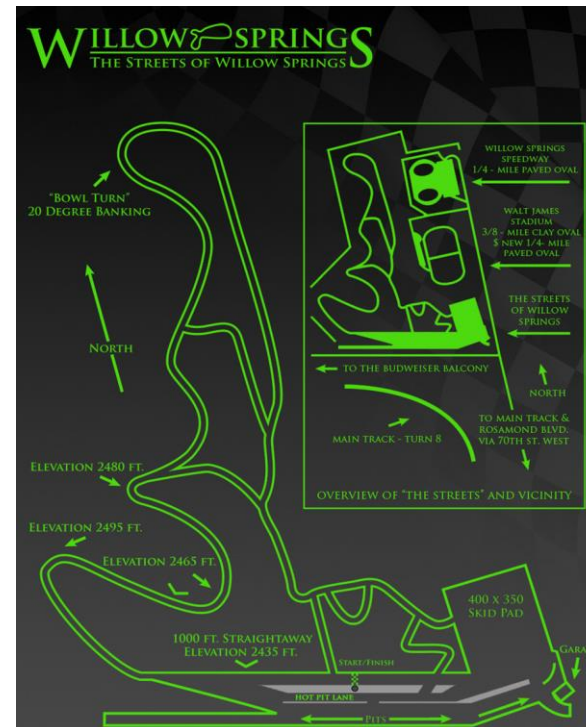 WILLOW SPRINGS
THE STREETS OF WILLOW SPRINGS
"BOWL TURN"
20 DEGREE BANKING
NORTH
ELEVATION 2480 FT.
ELEVATION 2495 FT.
ELEVATION 2465 FT.
1000 FT. STRAIGHTAWAY
ELEVATION 2435 FT.
START/FINISH
HOT PIT LANE
PITS
400 X 350
SKID PAD
GARA
WILLOW SPRINGS
SPEEDWAY
1/4 - MILE PAVED OVAL
WALT JAMES
STADIUM
3/8 - MILE CLAY OVAL
$ NEW 1/4- MILE
PAVED OVAL
THE STREETS
OF WILLOW
SPRINGS
TO THE BUDWEISER BALCONY
NORTH
MAIN TRACK - TURN 8
TO MAIN TRACK &
ROSAMOND BLVD.
VIA 70TH ST. WEST
OVERVIEW OF "THE STREETS" AND VICINITY